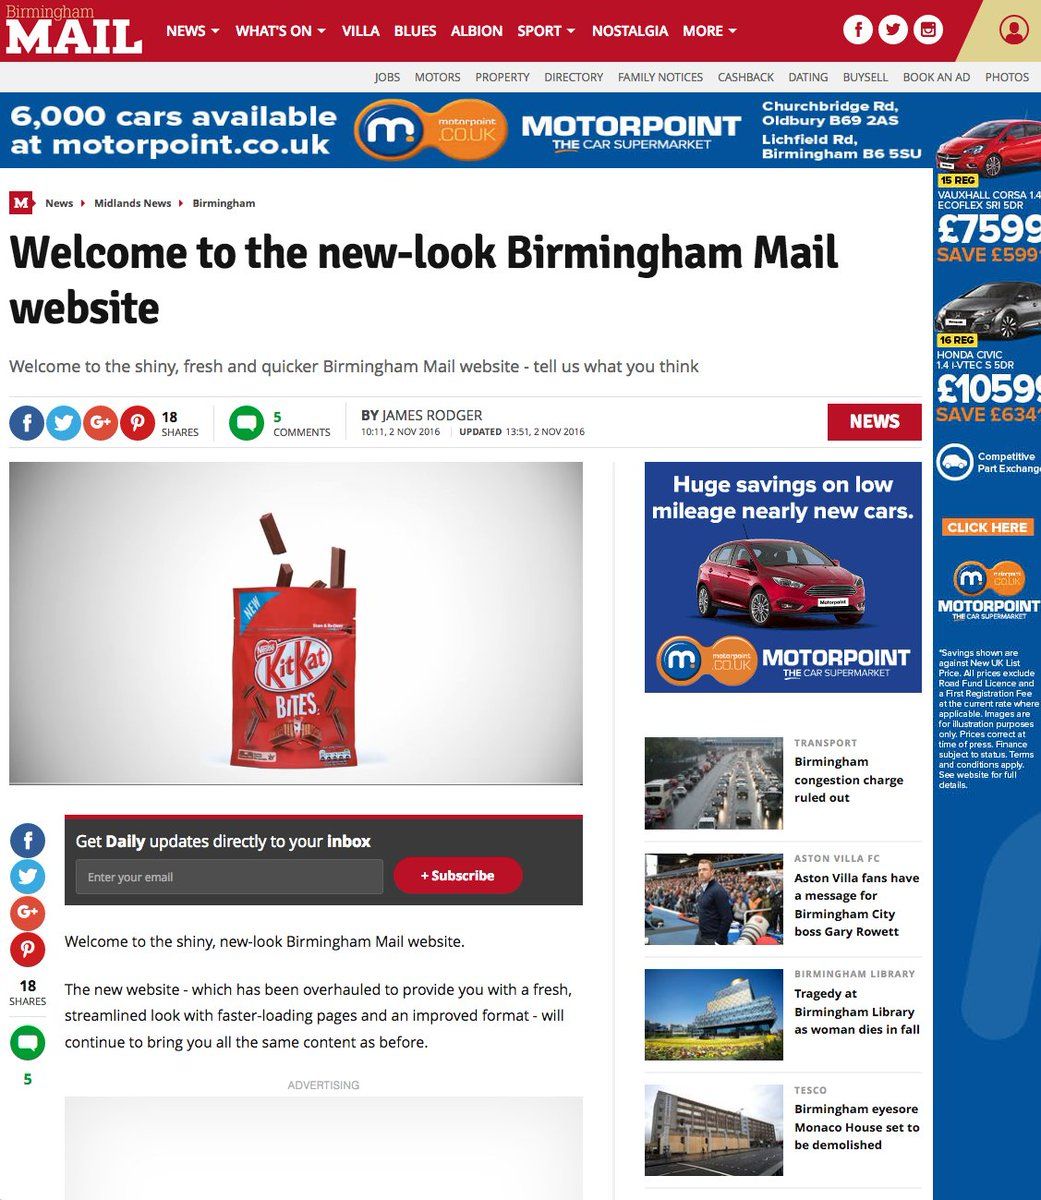 Birmingham
MAIL
NEWS
WHAT'S ON
VILLA
BLUES
ALBION
SPORT
NOSTALGIA
MORE
JOBS
MOTORS
PROPERTY
DIRECTORY
FAMILY NOTICES
CASHBACK
DATING
BUYSELL
BOOK AN AD
PHOTOS
6,000 cars available
at motorpoint.co.uk
m
motorpoint
.CO.UK
MOTORPOINT
THE CAR SUPERMARKET
Churchbridge Rd,
Oldbury B69 2AS
Lichfield Rd,
Birmingham B6 5SU
15 REG
VAUXHALL CORSA 1.4
ECOFLEX SRI 5DR
£7599
SAVE £599
16 REG
HONDA CIVIC
1.4 I-VTEC S 5DR
£10599
SAVE £634
Competitive
Part Exchang
CLICK HERE
m
motorpoint
.CO.UK
MOTORPOINT
THE CAR SUPERMARKET
*Savings shown are
against New UK List
Price. All prices exclude
Road Fund Licence and
a First Registration Fee
at the current rate where
applicable. Images are
for illustration purposes
only. Prices correct at
time of press. Finance
subject to status. Terms
and conditions apply.
See website for full
details.
M News Midlands News Birmingham
Welcome to the new-look Birmingham Mail
website
Welcome to the shiny, fresh and quicker Birmingham Mail website - tell us what you think
18
SHARES
5
COMMENTS
BY JAMES RODGER
10:11, 2 NOV 2016 UPDATED 13:51, 2 NOV 2016
NEWS
NEW
Nestlé
KitKat
BITES
Get Daily updates directly to your inbox
Enter your email
+ Subscribe
18
SHARES
5
Welcome to the shiny, new-look Birmingham Mail website.
The new website - which has been overhauled to provide you with a fresh,
streamlined look with faster-loading pages and an improved format - will
continue to bring you all the same content as before.
ADVERTISING
Huge savings on low
mileage nearly new cars.
Motorpoint
m
motorpoint
.CO.UK
MOTORPOINT
THE CAR SUPERMARKET
TRANSPORT
Birmingham
congestion charge
ruled out
ASTON VILLA FC
Aston Villa fans have
a message for
Birmingham City
boss Gary Rowett
BIRMINGHAM LIBRARY
Tragedy at
Birmingham Library
as woman dies in fall
TESCO
Birmingham eyesore
Monaco House set to
be demolished